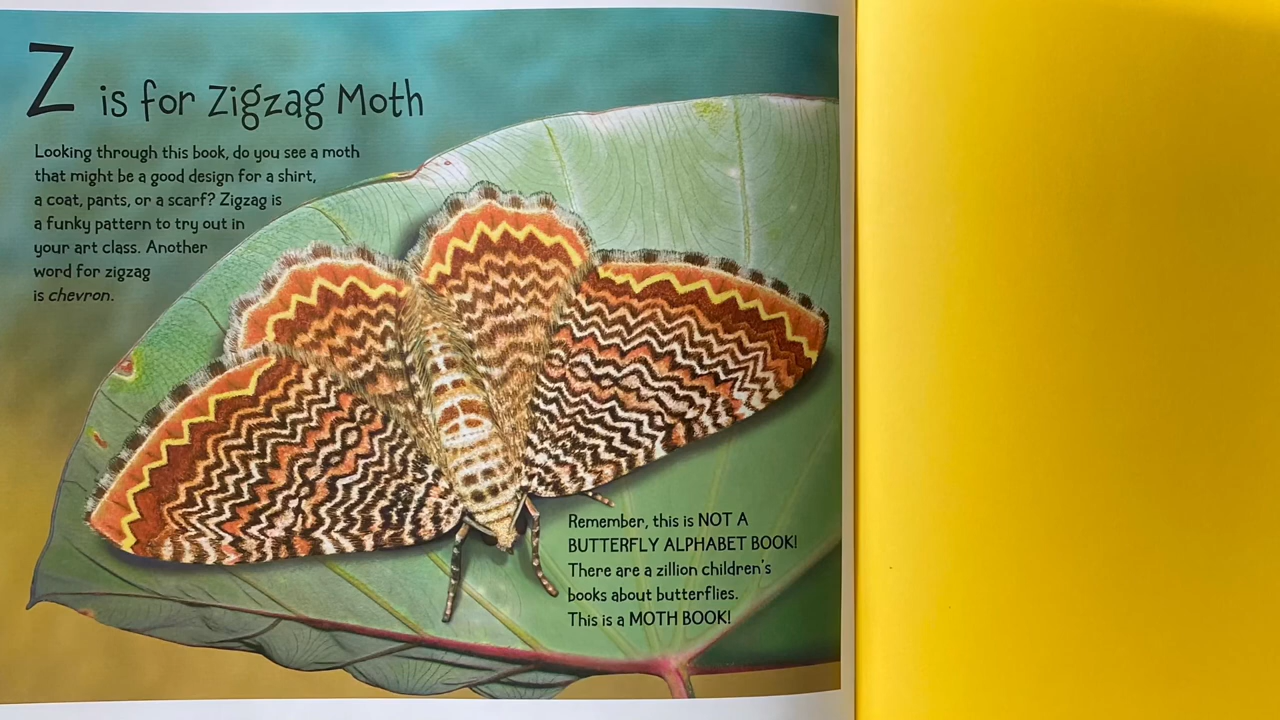 Z is for Zigzag Moth
Looking through this book, do you see a moth
that might be a good design for a shirt,
a coat, pants, or a scarf? Zigzag is
a funky pattern to try out in
your art class. Another
word for zigzag
is chevron.
Remember, this is NOT A
BUTTERFLY ALPHABET BOOK!
There are a zillion children's
books about butterflies.
This is a MOTH BOOK!